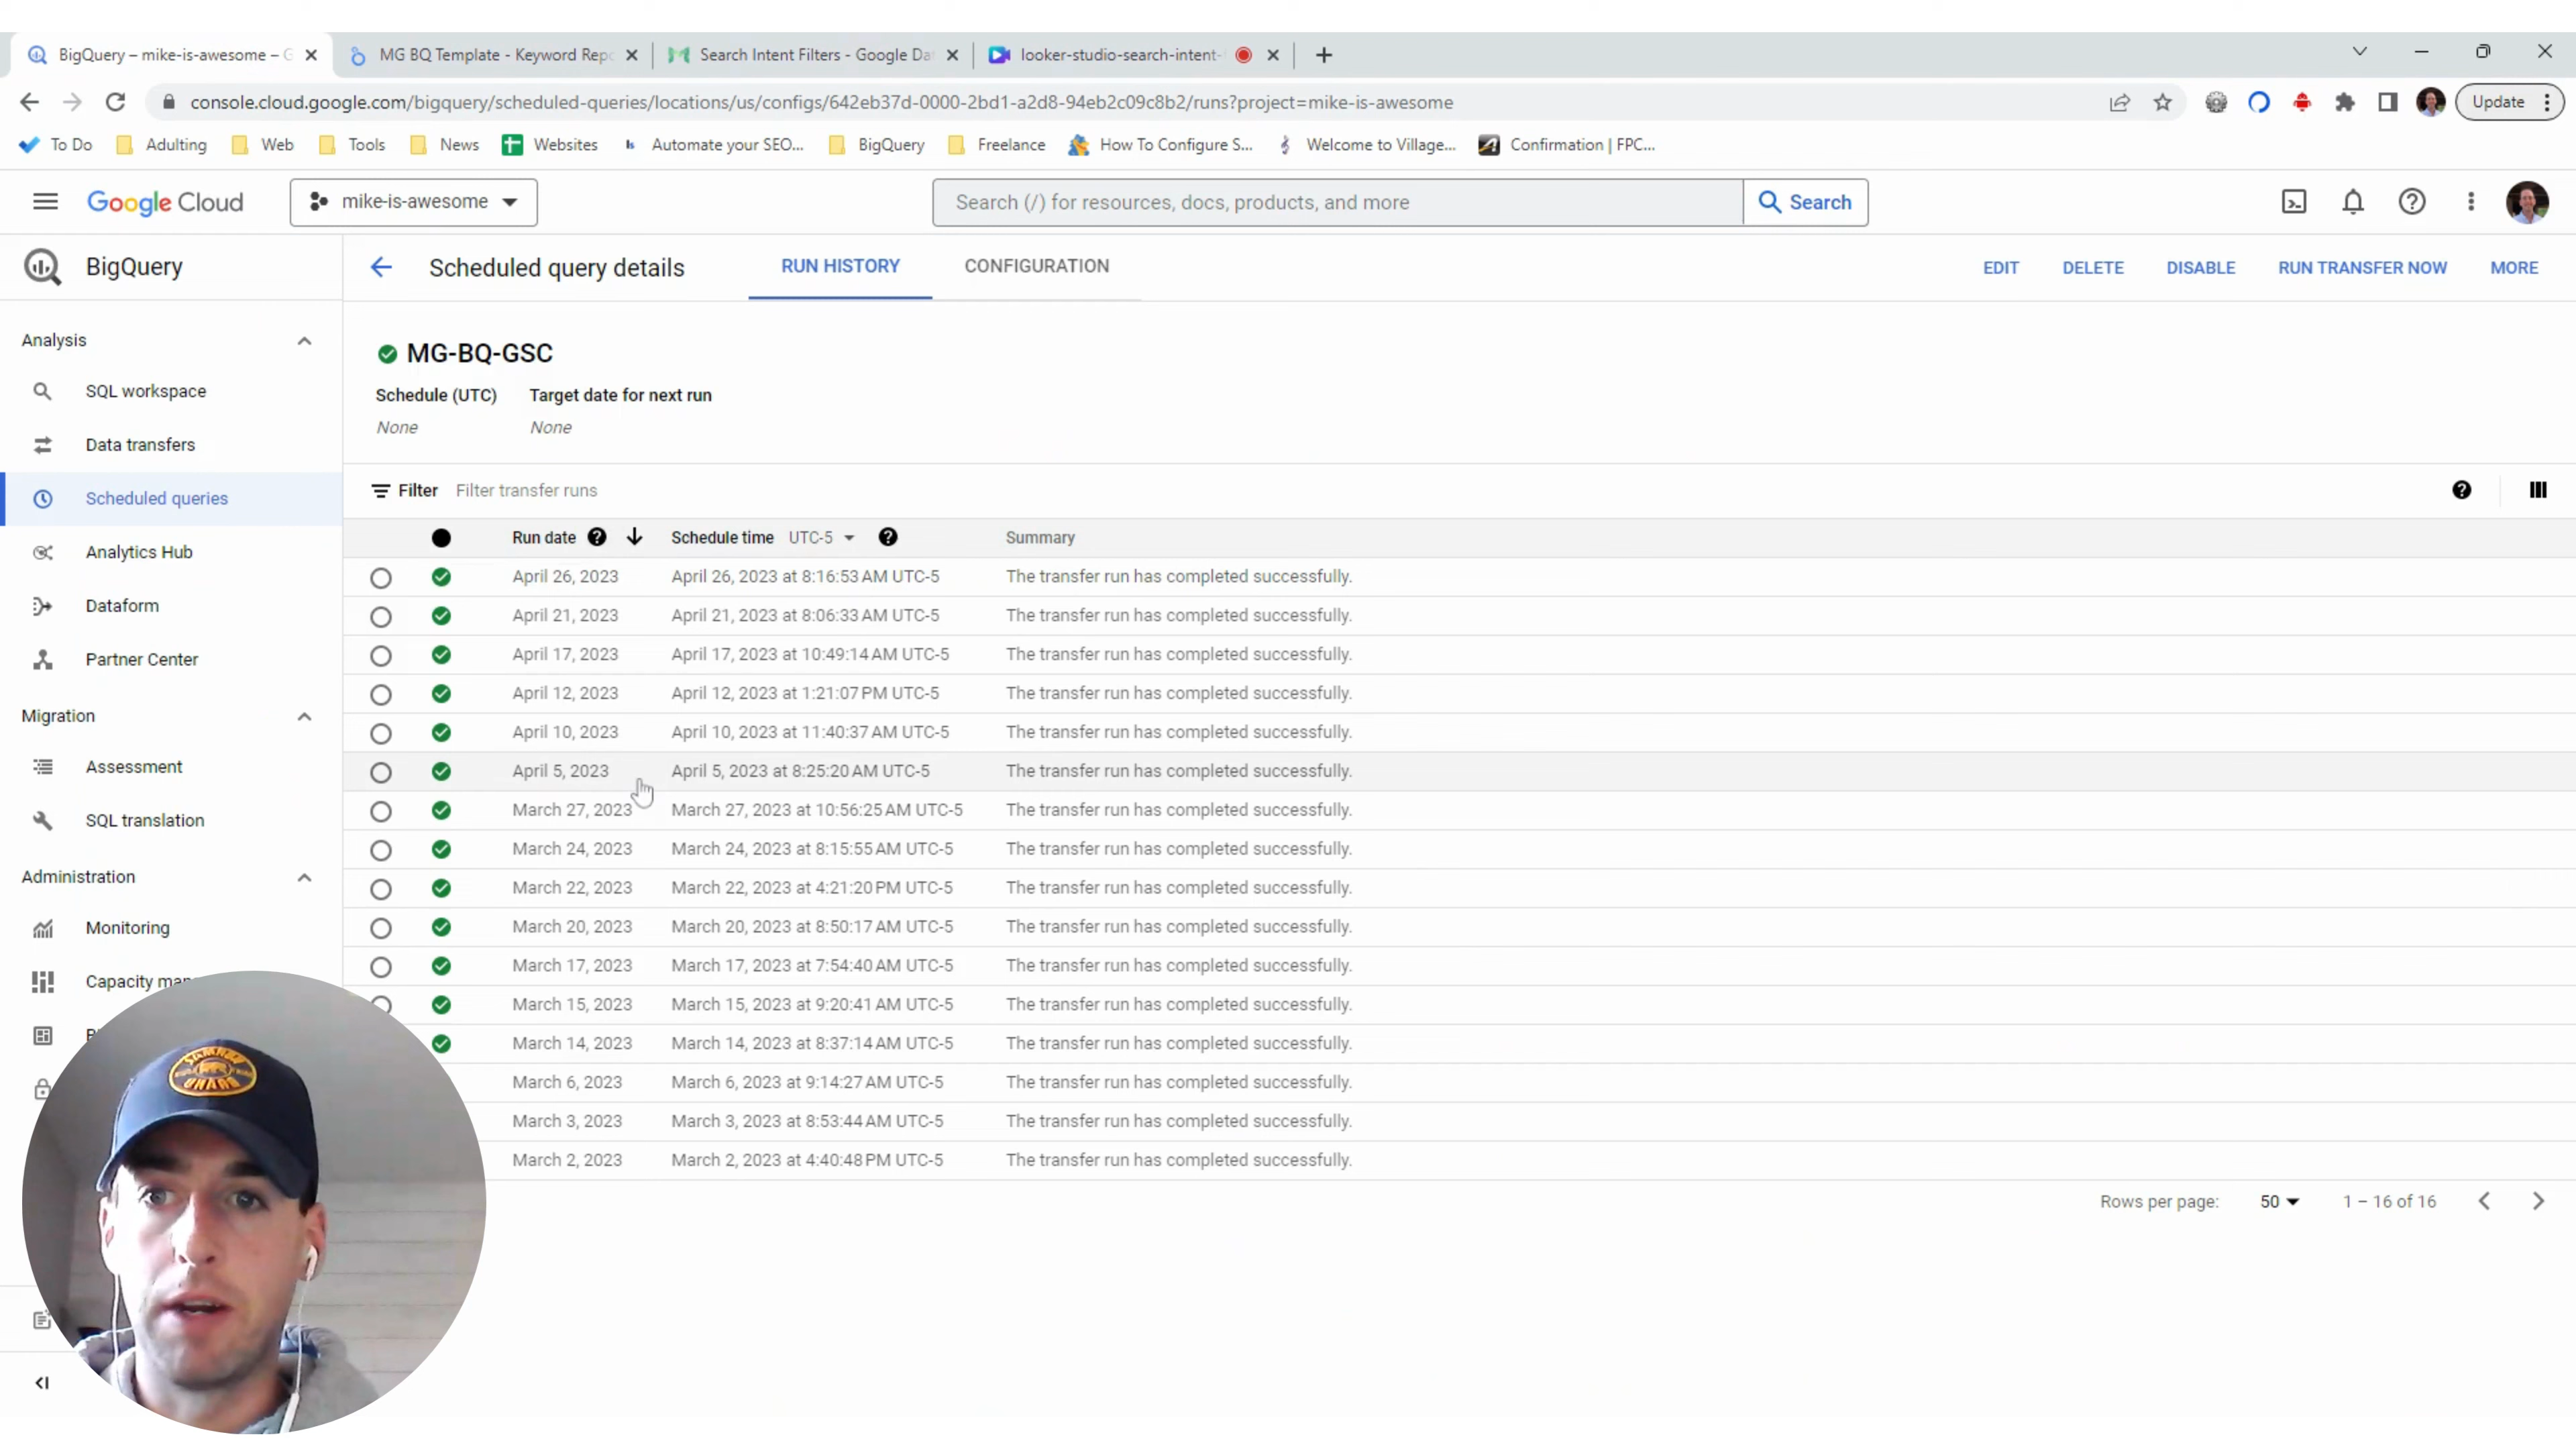 BigQuery – mike-is-awesome – G
MG BQ Template - Keyword Repo
Search Intent Filters - Google Da
looker-studio-search-intent-
console.cloud.google.com/bigquery/scheduled-queries/locations/us/configs/642eb37d-0000-2bd1-a2d8-94eb2c09c8b2/runs?project=mike-is-awesome
Update
To Do Adulting Web Tools News Websites Automate your SEO... BigQuery Freelance How To Configure S... Welcome to Village... Confirmation | FPC...
Google Cloud mike-is-awesome Search (/) for resources, docs, products, and more Search
BigQuery
Scheduled query details RUN HISTORY CONFIGURATION EDIT DELETE DISABLE RUN TRANSFER NOW MORE
Analysis
SQL workspace
Data transfers
Scheduled queries
Analytics Hub
Dataform
Partner Center
Migration
Assessment
SQL translation
Administration
Monitoring
Capacity
MG-BQ-GSC
Schedule (UTC) Target date for next run
None None
Filter Filter transfer runs
Run date Schedule time UTC-5 Summary
April 26, 2023 April 26, 2023 at 8:16:53 AM UTC-5 The transfer run has completed successfully.
April 21, 2023 April 21, 2023 at 8:06:33 AM UTC-5 The transfer run has completed successfully.
April 17, 2023 April 17, 2023 at 10:49:14 AM UTC-5 The transfer run has completed successfully.
April 12, 2023 April 12, 2023 at 1:21:07 PM UTC-5 The transfer run has completed successfully.
April 10, 2023 April 10, 2023 at 11:40:37 AM UTC-5 The transfer run has completed successfully.
April 5, 2023 April 5, 2023 at 8:25:20 AM UTC-5 The transfer run has completed successfully.
March 27, 2023 March 27, 2023 at 10:56:25 AM UTC-5 The transfer run has completed successfully.
March 24, 2023 March 24, 2023 at 8:15:55 AM UTC-5 The transfer run has completed successfully.
March 22, 2023 March 22, 2023 at 4:21:20 PM UTC-5 The transfer run has completed successfully.
March 20, 2023 March 20, 2023 at 8:50:17 AM UTC-5 The transfer run has completed successfully.
March 17, 2023 March 17, 2023 at 7:54:40 AM UTC-5 The transfer run has completed successfully.
March 15, 2023 March 15, 2023 at 9:20:41 AM UTC-5 The transfer run has completed successfully.
March 14, 2023 March 14, 2023 at 8:37:14 AM UTC-5 The transfer run has completed successfully.
March 6, 2023 March 6, 2023 at 9:14:27 AM UTC-5 The transfer run has completed successfully.
March 3, 2023 March 3, 2023 at 8:53:44 AM UTC-5 The transfer run has completed successfully.
March 2, 2023 March 2, 2023 at 4:40:48 PM UTC-5 The transfer run has completed successfully.
Rows per page: 50 1 – 16 of 16